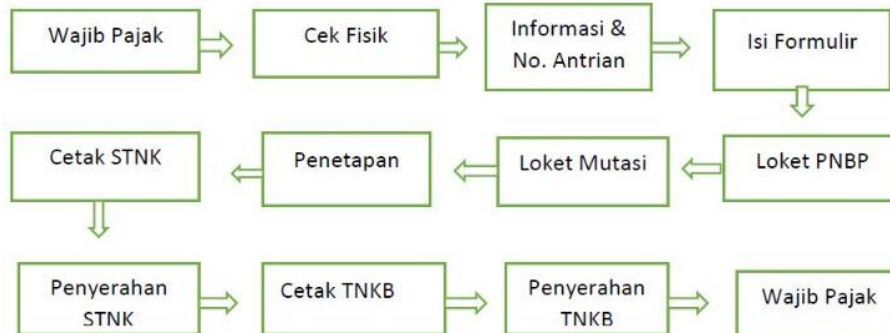 Wajib Pajak
Cek Fisik
Informasi &
No. Antrian
Isi Formulir
Loket PNBP
Loket Mutasi
Penetapan
Cetak STNK
Penyerahan
STNK
Cetak TNKB
Penyerahan
TNKB
Wajib Pajak